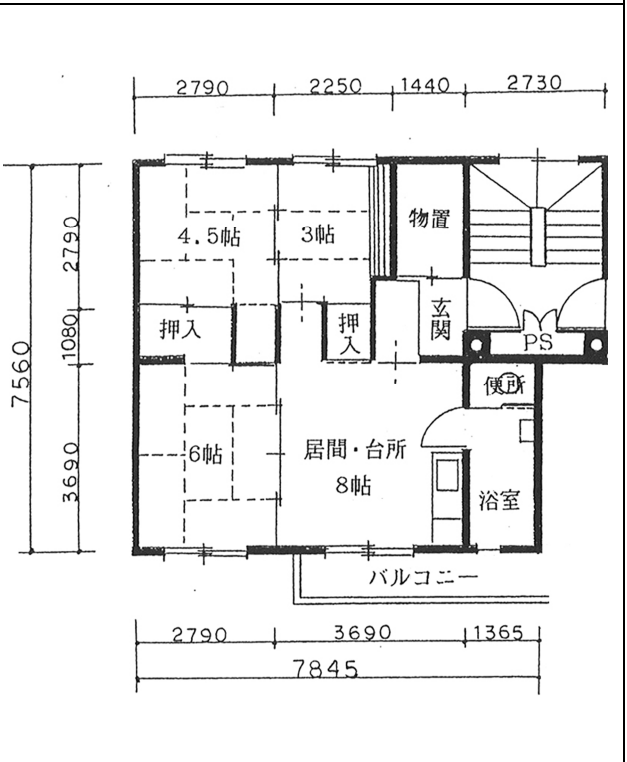 2790
2250
1440
2730
物置
4.5帖
3帖
2790
玄関
押入
押入
1080
PS
7560
便所
居間・台所
6帖
8帖
3690
浴室
バルコニー
2790
3690
1365
7845